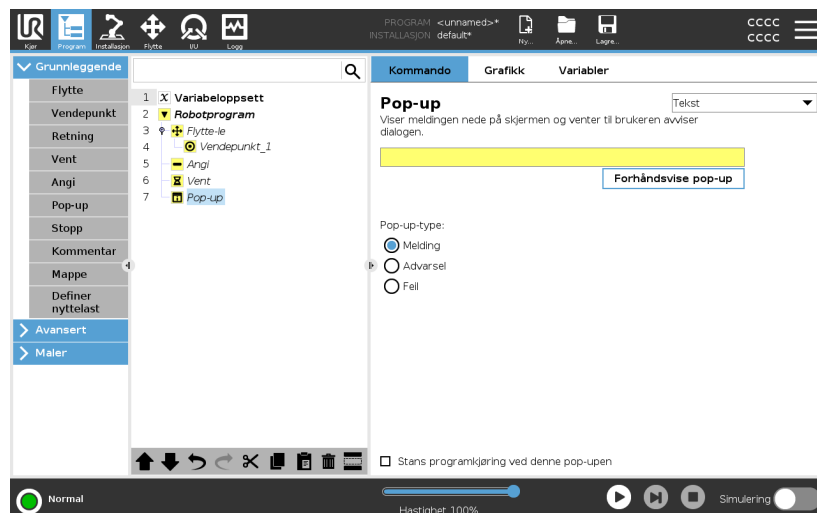 UR
Kjør
Program
Installasjon
Flytte
I/U
Logg
PROGRAM <unnamed>*
INSTALLASJON default*
Ny...
Åpne...
Lagre...
CCCC
CCCC
Grunnleggende
Flytte
Vendepunkt
Retning
Vent
Angi
Pop-up
Stopp
Kommentar
Mappe
Definer
nyttelast
Avansert
Maler
1 X Variabeloppsett
2 Robotprogram
3 Flytte-le
4 Vendepunkt_1
5 Angi
6 Vent
7 Pop-up
Kommando Grafikk Variabler
Pop-up
Tekst
Viser meldingen nede på skjermen og venter til brukeren avviser
dialogen.
Forhåndsvise pop-up
Pop-up-type:
Melding
Advarsel
Feil
Stans programkjøring ved denne pop-upen
Normal
Hastighet 100%
Simulering